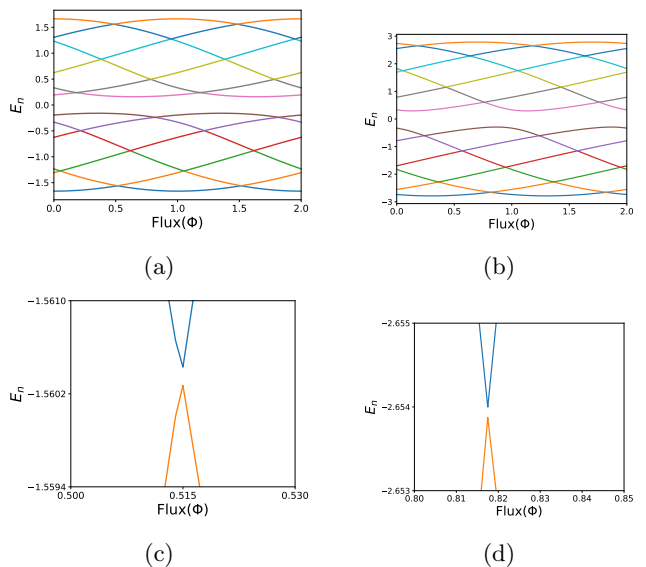 1.5
1.0
0.5
0.0
−0.5
−1.0
1.5
E_n
0.0 0.5 1.0 1.5 2.0
Flux(Φ)
(a)
3
2
1
0
−1
−2
−3
E_n
0.0 0.5 1.0 1.5 2.0
Flux(Φ)
(b)
−1.5610
−1.5602
−1.5594
E_n
0.500 0.515 0.530
Flux(Φ)
(c)
−2.655
−2.654
−2.653
E_n
0.80 0.81 0.82 0.83 0.84 0.85
Flux(Φ)
(d)